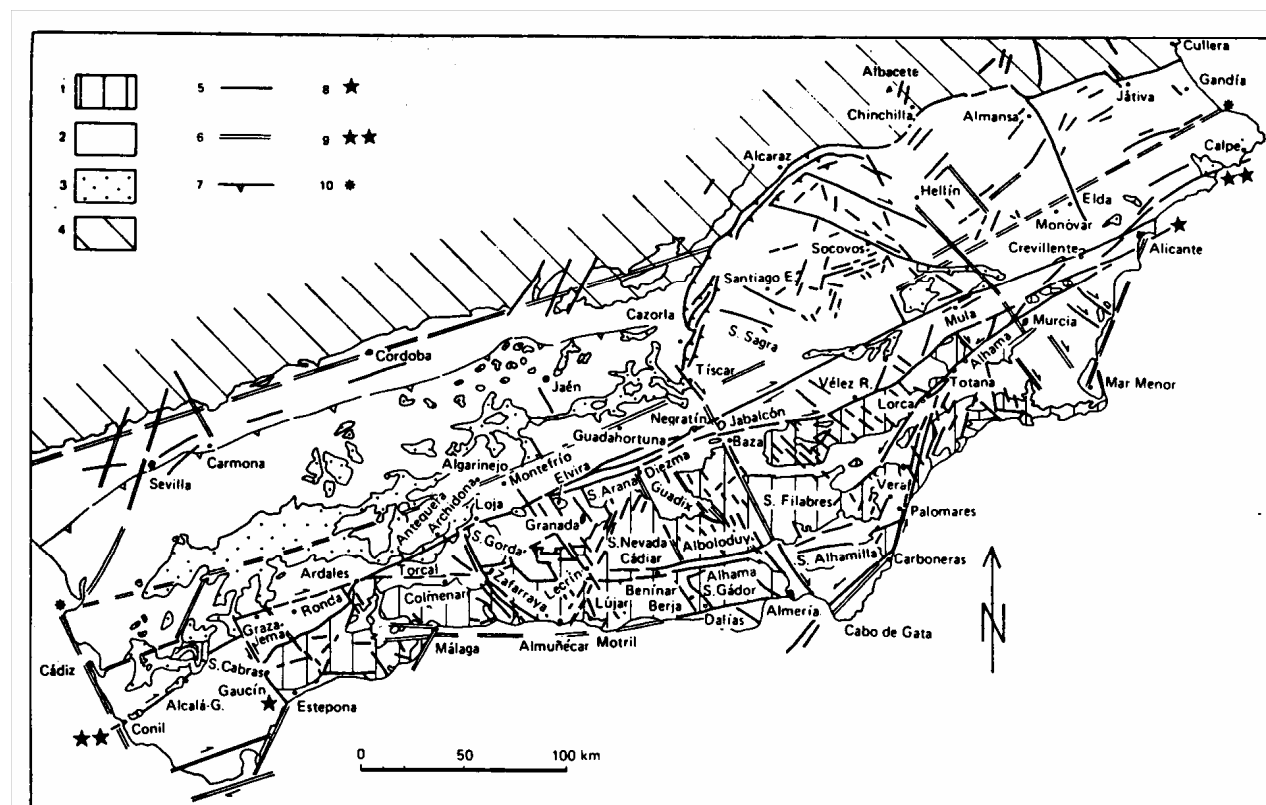 1 5 8
2 6 9
3 7 10
4
Cullera
Albacete
Gandía
Chinchilla
Almansa
Játiva
Alcaraz
Calpe
Hellín
Elda
Monóvar
Socovos
Crevillente
Alicante
Santiago E.
Cazorla
Mula
Murcia
S. Sagra
Córdoba
Alhama
Tíscar
Jaén
Vélez R.
Totana
Mar Menor
Lorca
Negratín
Jabalcón
Guadahortuna
Baza
Carmona
Algarinejo
Montefrío
Elvira
Diezma
Sevilla
S. Arana
Guadix
Vera
Antequera
Archidona
Loja
S. Filabres
Granada
Palomares
S. Gorda
S. Nevada
Alboloduy
Cádiar
S. Alhamilla
Carboneras
Ardales
Torcal
Zafarraya
Lecrín
Benínar
Alhama
Colmenar
S. Gádor
Ronda
Lújar
Berja
Almería
Graza-
lema
Dalías
Cabo de Gata
N
Málaga
Almuñécar
Motril
Cádiz
S. Cabras
Gaucín
Alcalá-G.
Estepona
Conil
0 50 100 km